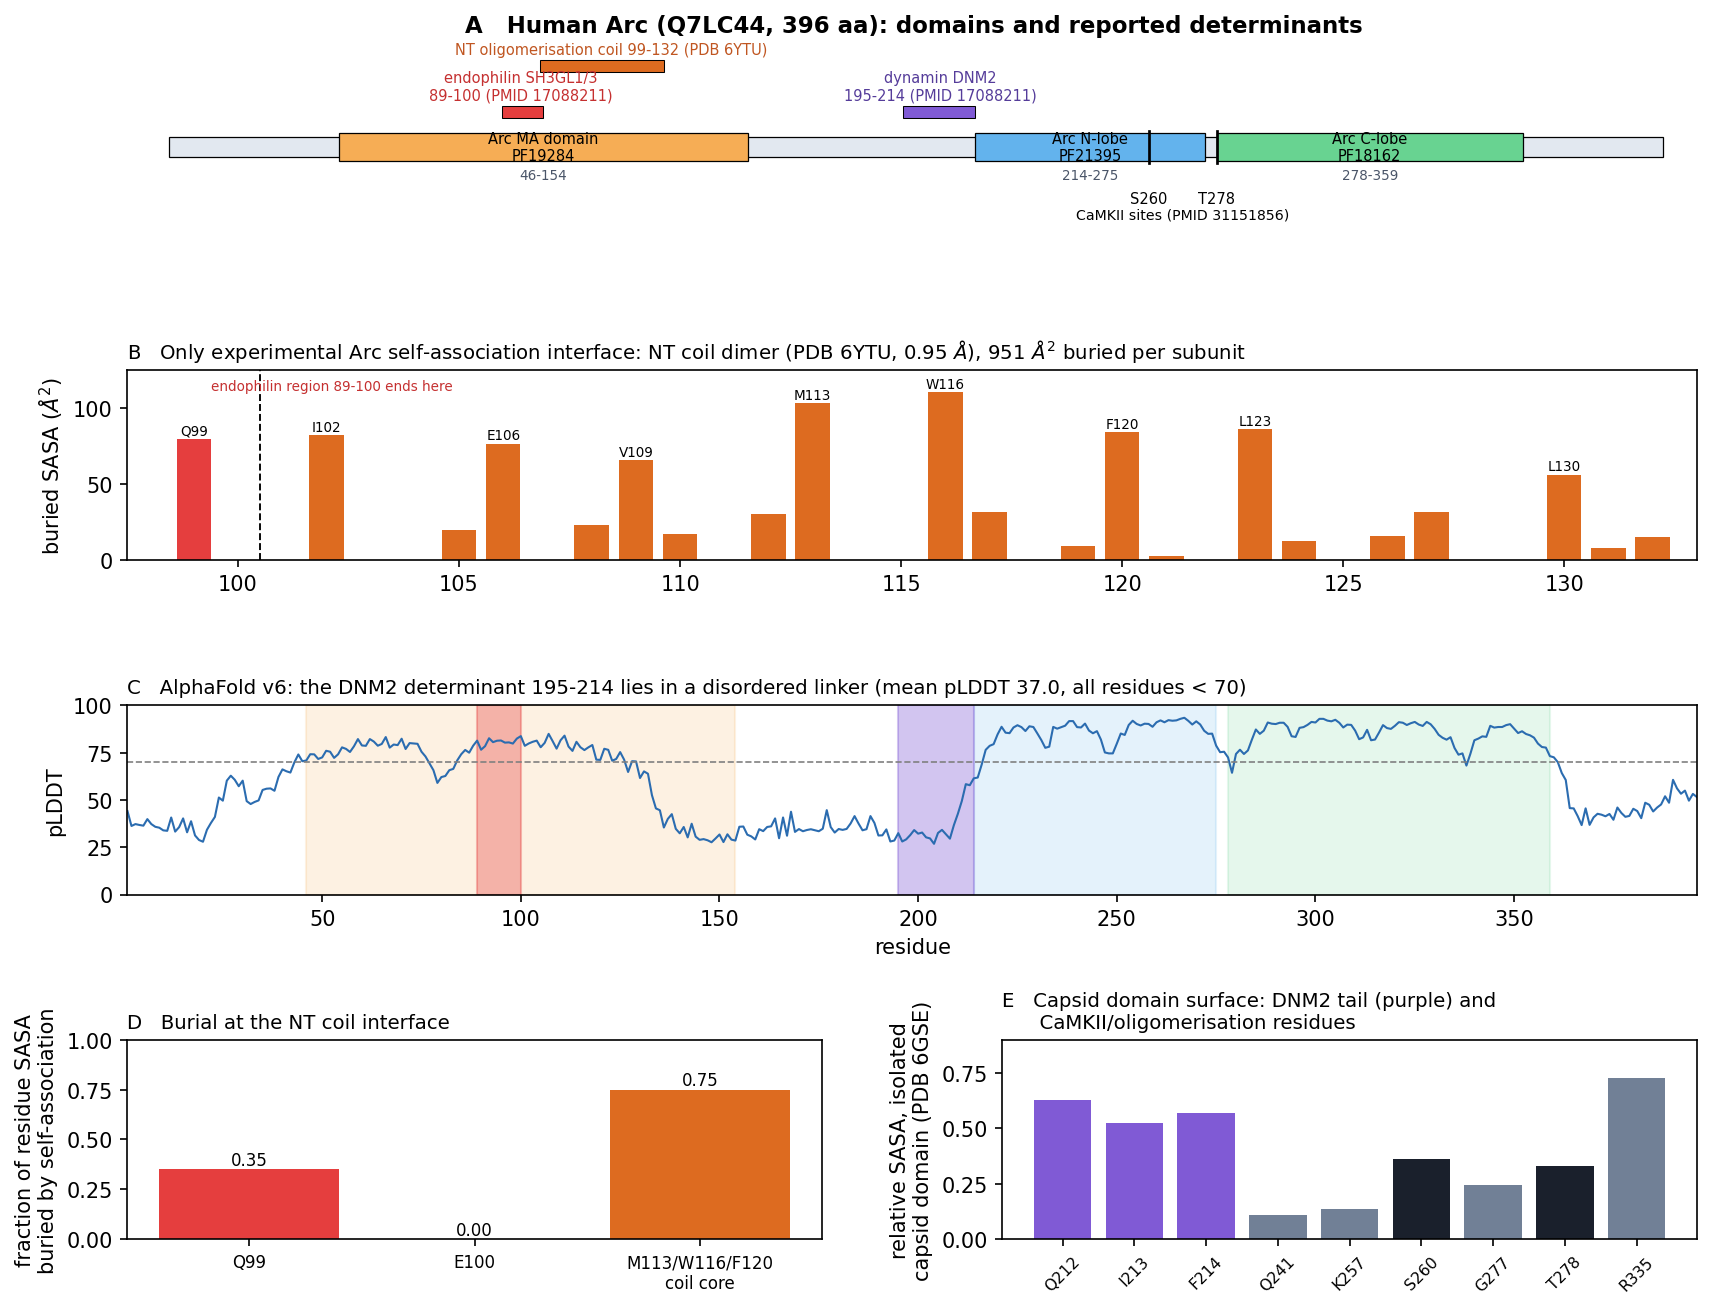 A   Human Arc (Q7LC44, 396 aa): domains and reported determinants
NT oligomerisation coil 99-132 (PDB 6YTU)
endophilin SH3GL1/3
89-100 (PMID 17088211)
dynamin DNM2
195-214 (PMID 17088211)
Arc MA domain
PF19284
46-154
Arc N-lobe
PF21395
214-275
Arc C-lobe
PF18162
278-359
S260
T278
CaMKII sites (PMID 31151856)
B   Only experimental Arc self-association interface: NT coil dimer (PDB 6YTU, 0.95 Å), 951 Å² buried per subunit
buried SASA (Å²)
100
50
0
endophilin region 89-100 ends here
Q99
I102
E106
V109
M113
W116
F120
L123
L130
100
105
110
115
120
125
130
C   AlphaFold v6: the DNM2 determinant 195-214 lies in a disordered linker (mean pLDDT 37.0, all residues < 70)
pLDDT
100
75
50
25
0
50
100
150
200
250
300
350
residue
D   Burial at the NT coil interface
fraction of residue SASA
buried by self-association
1.00
0.75
0.50
0.25
0.00
0.35
0.00
0.75
Q99
E100
M113/W116/F120
coil core
E   Capsid domain surface: DNM2 tail (purple) and
CaMKII/oligomerisation residues
relative SASA, isolated
capsid domain (PDB 6GSE)
0.75
0.50
0.25
0.00
Q212
I213
F214
Q241
K257
S260
G277
T278
R335